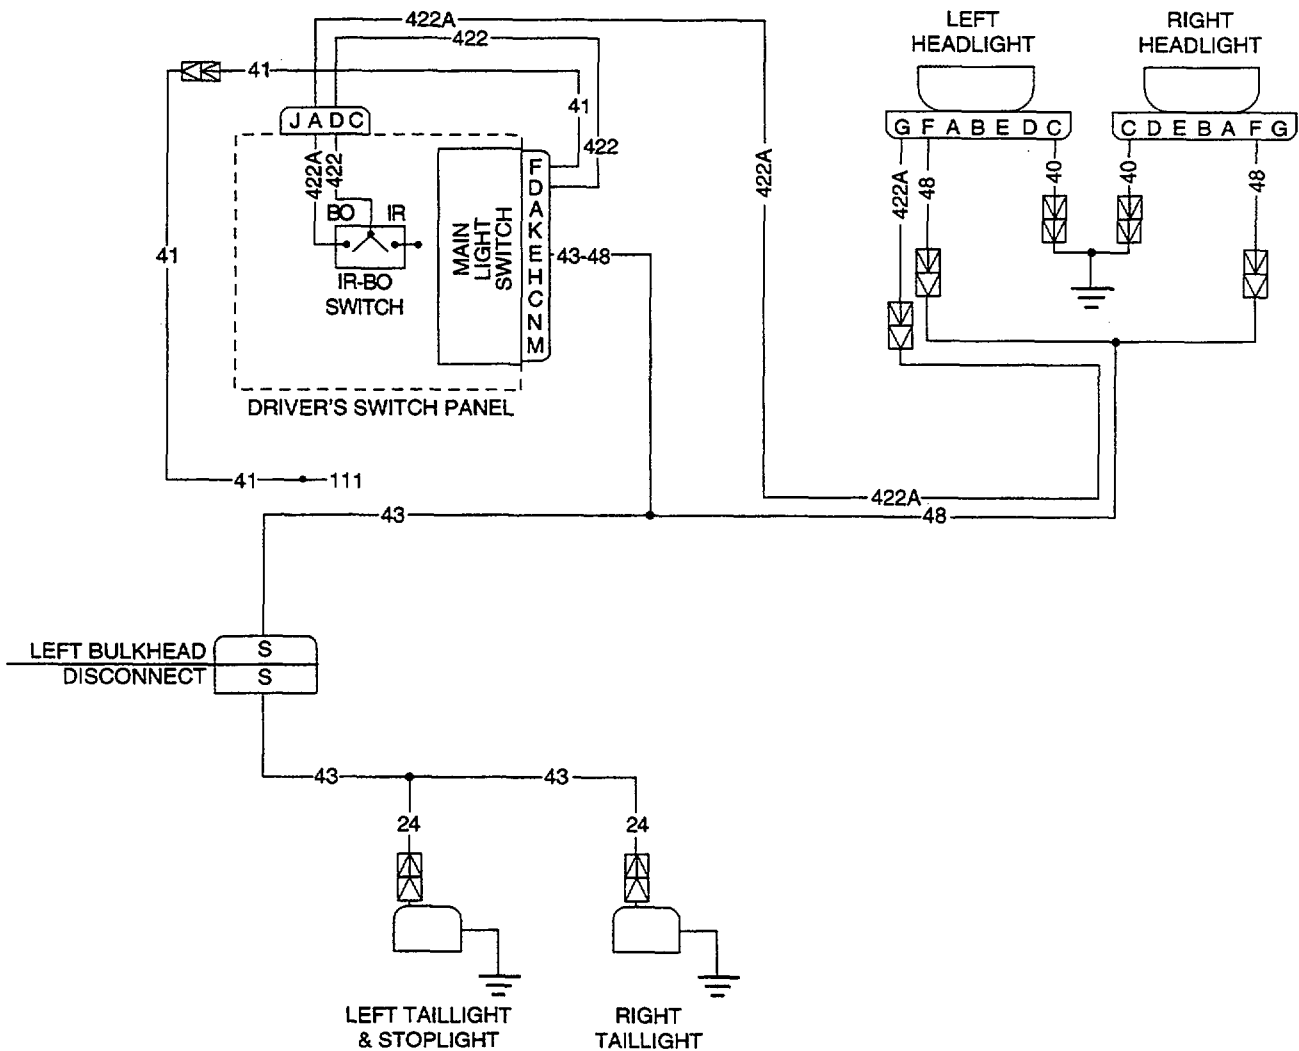 422A
422
41
41
422
J A D C
422A
422
BO IR
IR-BO
SWITCH
MAIN
LIGHT
SWITCH
F
D
A
K
E
H
C
N
M
43-48
DRIVER'S SWITCH PANEL
41
41
111
422A
LEFT
HEADLIGHT
RIGHT
HEADLIGHT
G F A B E D C
C D E B A F G
422A
48
40
40
48
422A
43
48
LEFT BULKHEAD
DISCONNECT
S
S
43
43
24
24
LEFT TAILLIGHT
& STOPLIGHT
RIGHT
TAILLIGHT